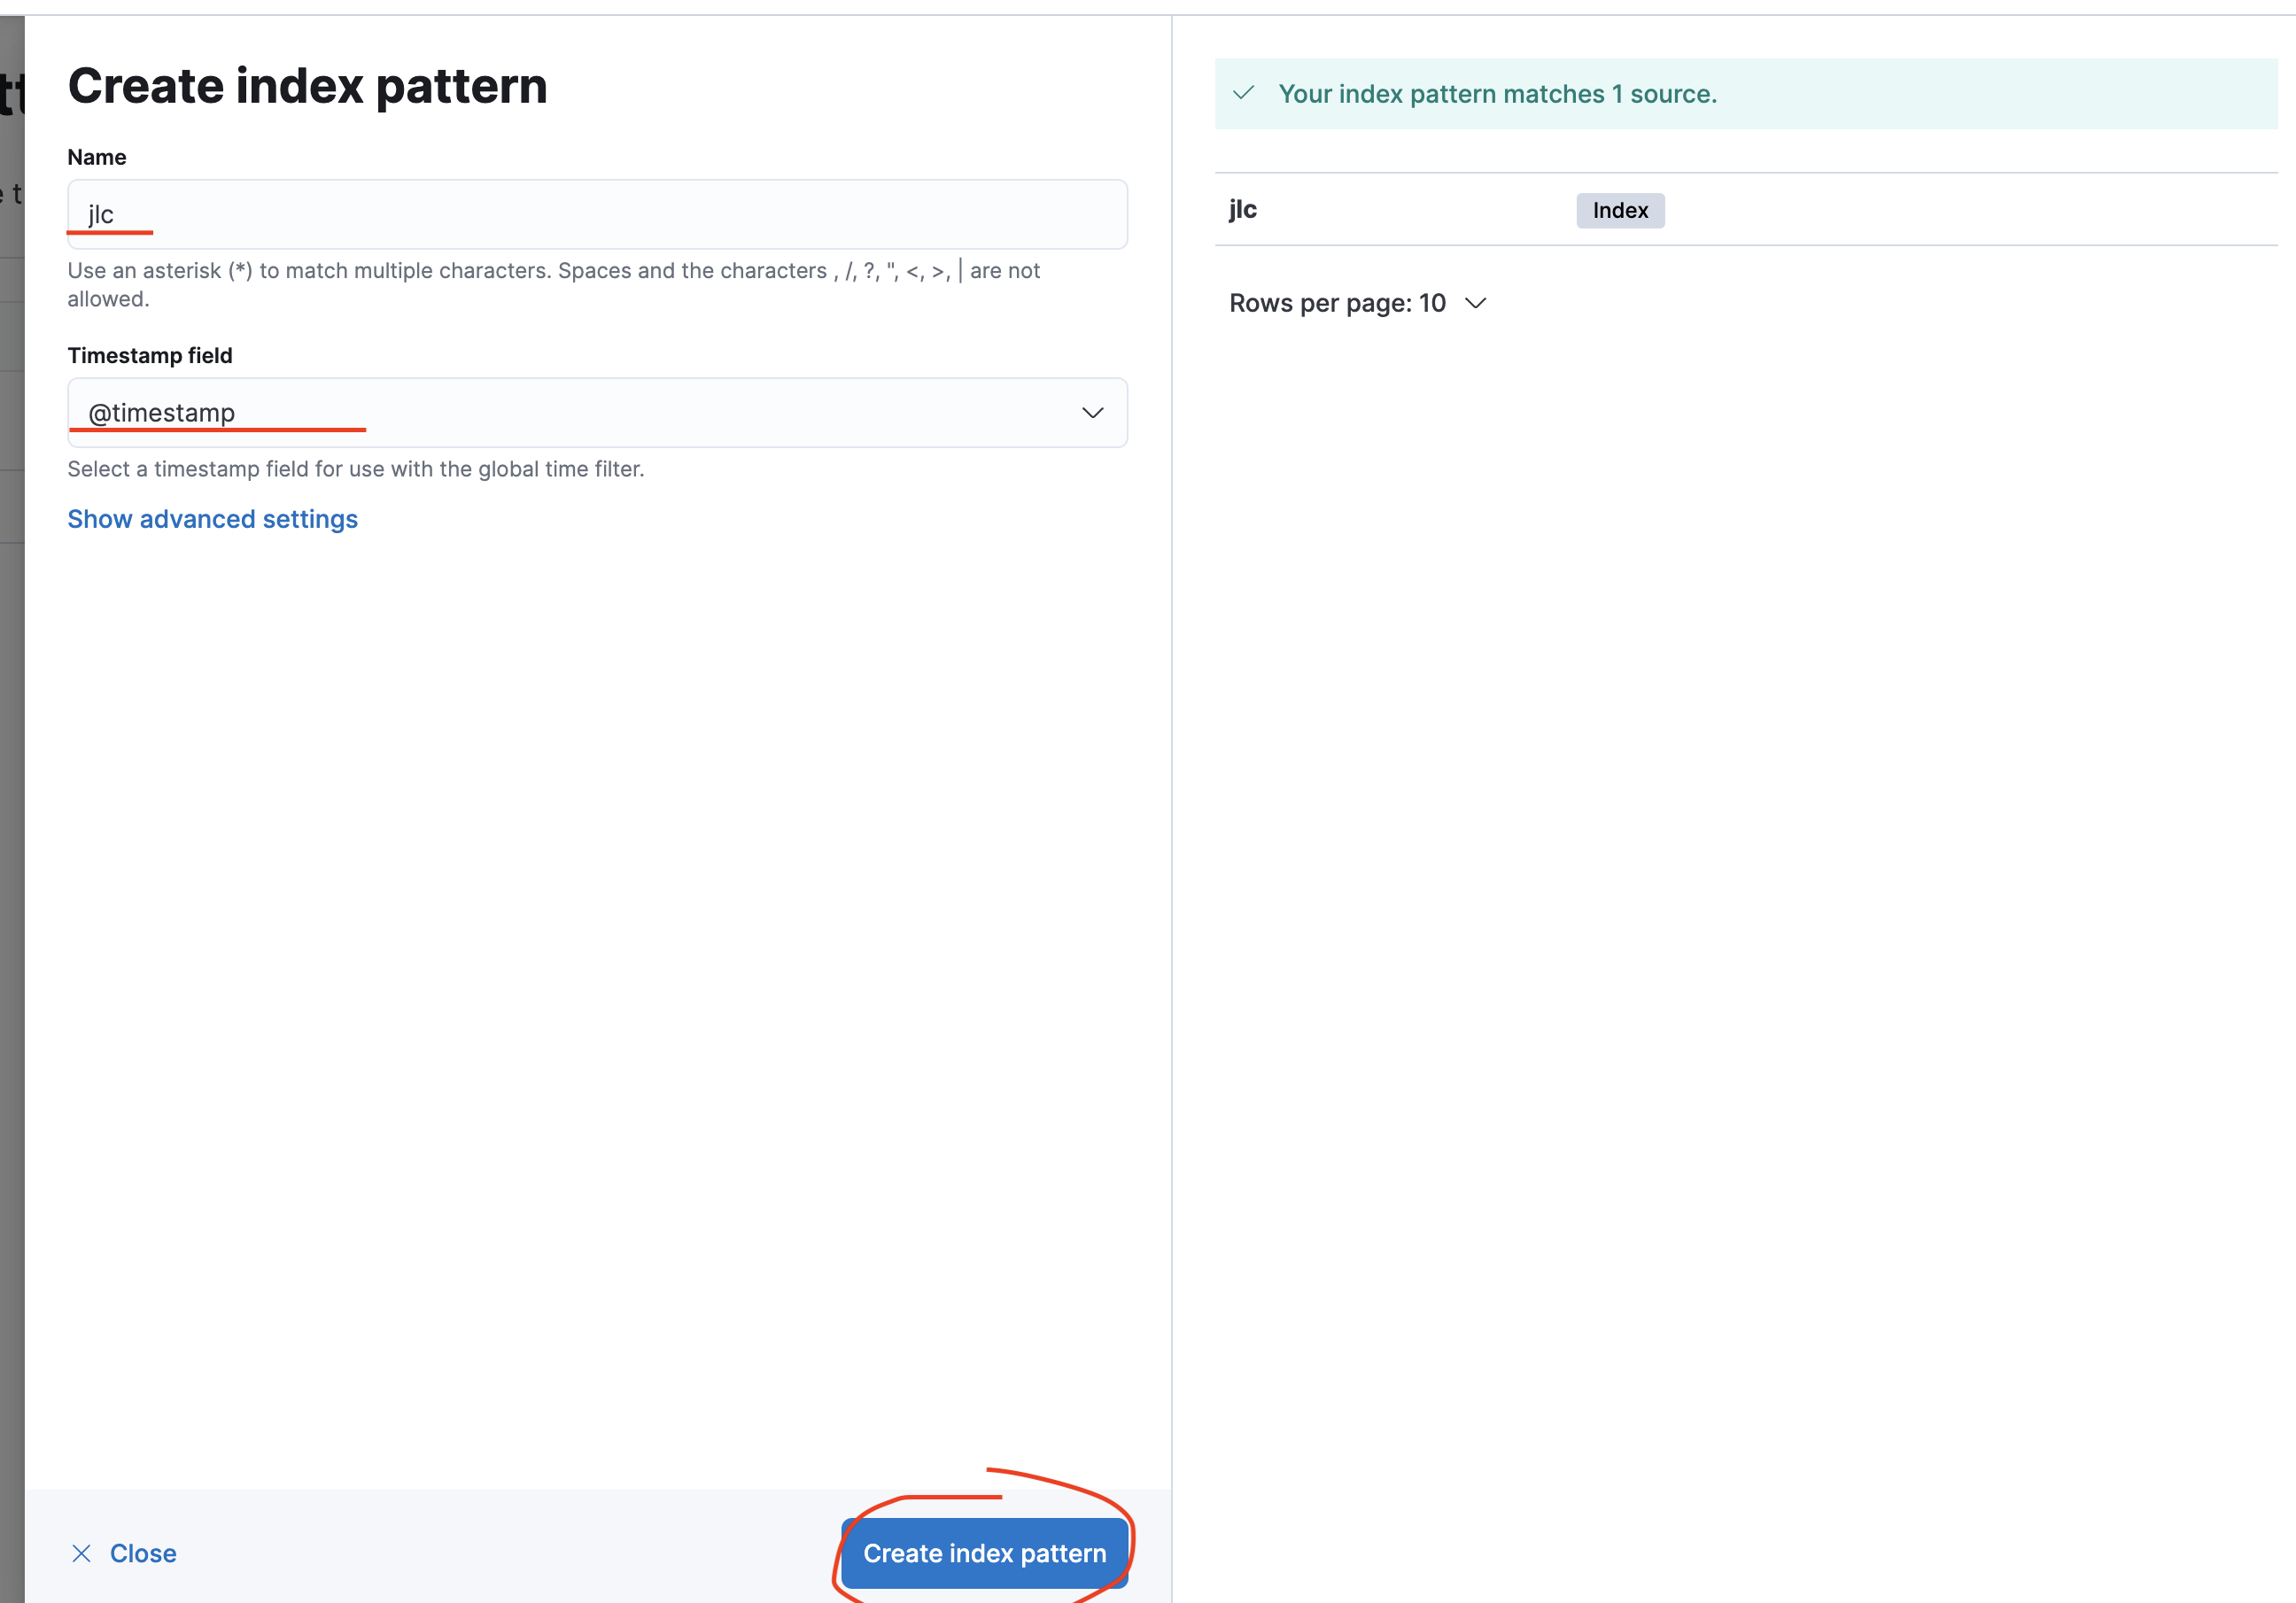 Create index pattern
Name
jlc
Use an asterisk (*) to match multiple characters. Spaces and the characters , /, ?, ", <, >, | are not
allowed.
Timestamp field
@timestamp
Select a timestamp field for use with the global time filter.
Show advanced settings
Close
Create index pattern
Your index pattern matches 1 source.
jlc Index
Rows per page: 10